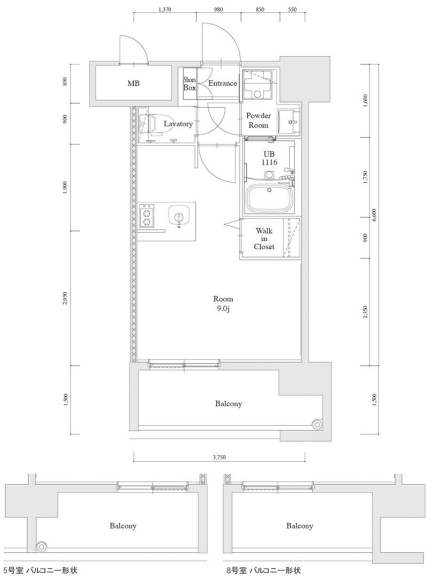 1,370 980 850 550
850
900
1,900
2,950
1,500
MB
Shoes
Box
Entrance
Lavatory
Powder
Room
UB
1116
Walk
in
Closet
Room
9.0j
Balcony
1,600
1,750
900
2,350
6,600
1,500
3,750
Balcony
Balcony
5号室 バルコニー形状
8号室 バルコニー形状